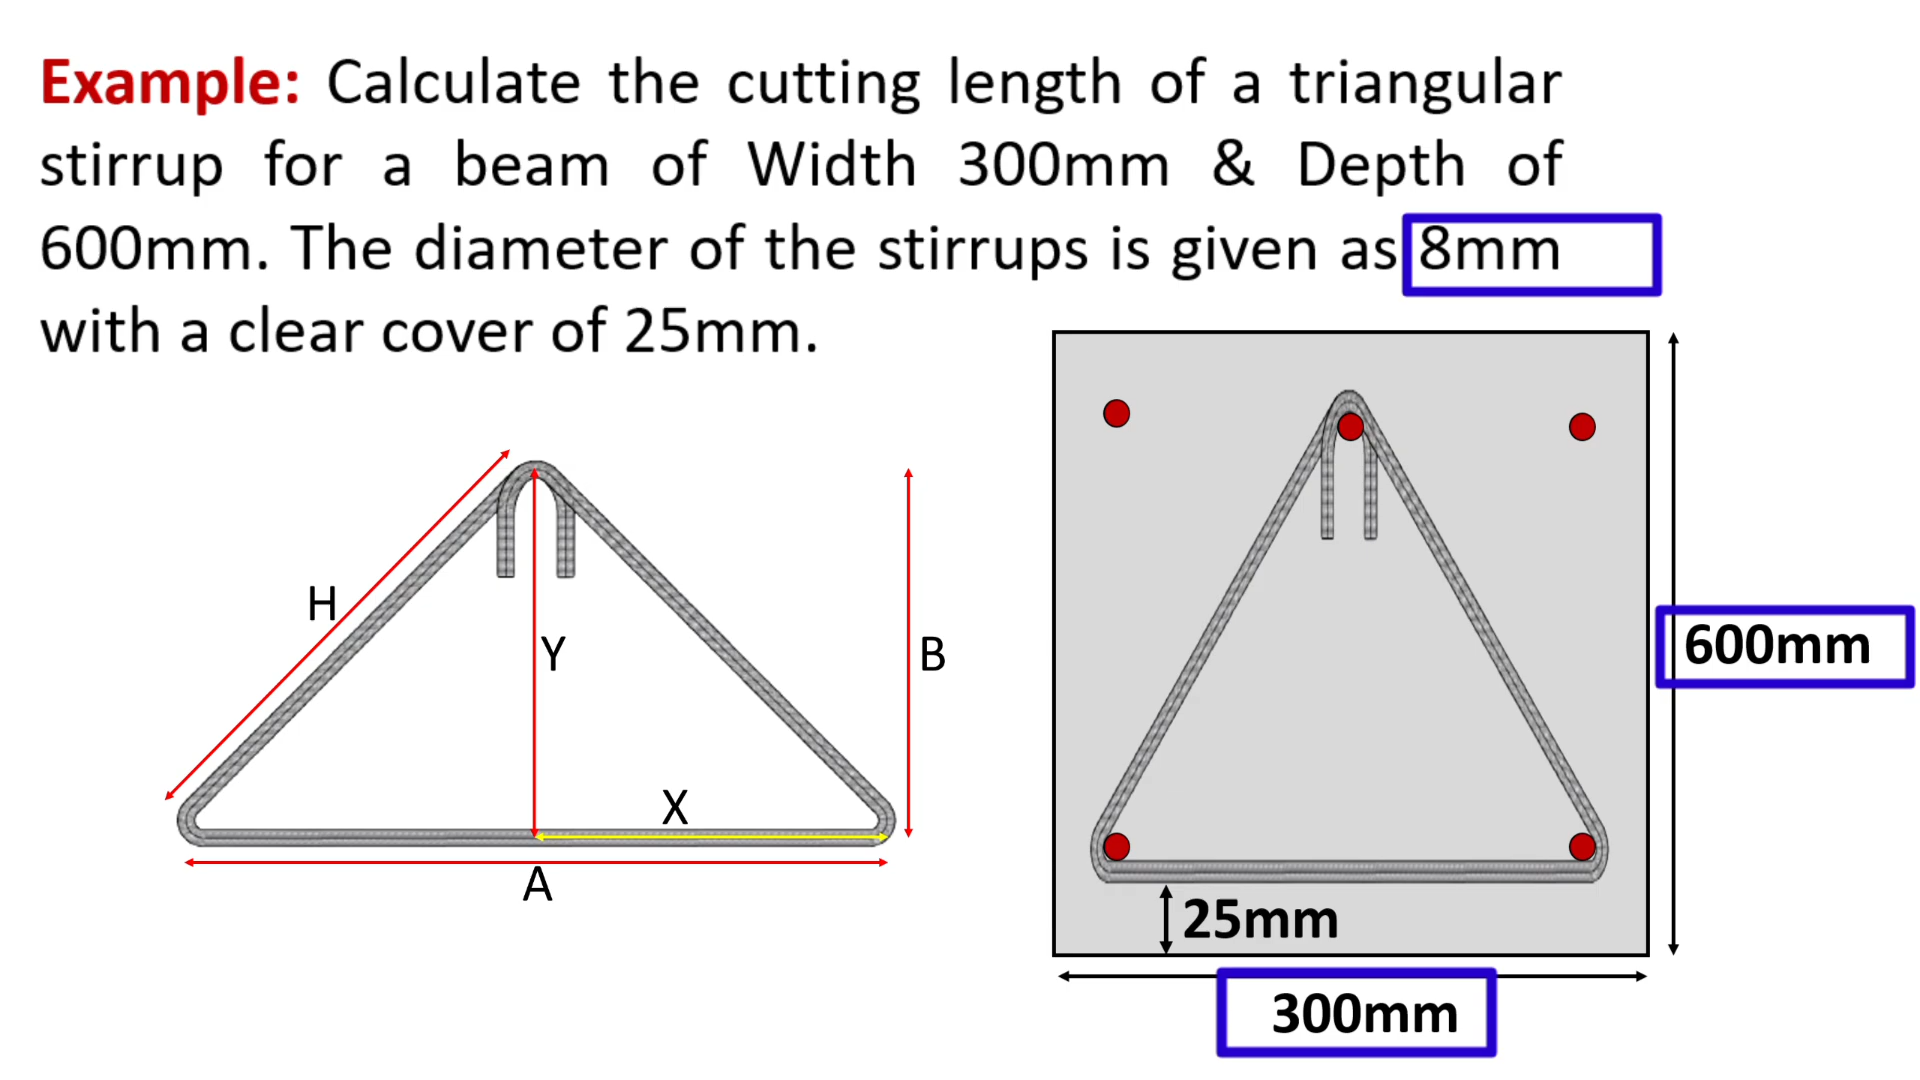 Example: Calculate the cutting length of a triangular
stirrup for a beam of Width 300mm & Depth of
600mm. The diameter of the stirrups is given as 8mm
with a clear cover of 25mm.
H
Y
B
X
A
600mm
25mm
300mm